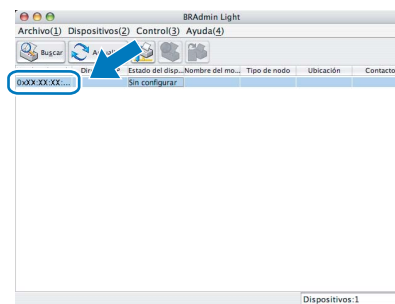 BRAdmin Light
Archivo(1) Dispositivos(2) Control(3) Ayuda(4)
Buscar
Estado del disp... Nombre del mo... Tipo de nodo Ubicación Contacto
0xXX:XX:XX:... Sin configurar
Dispositivos:1